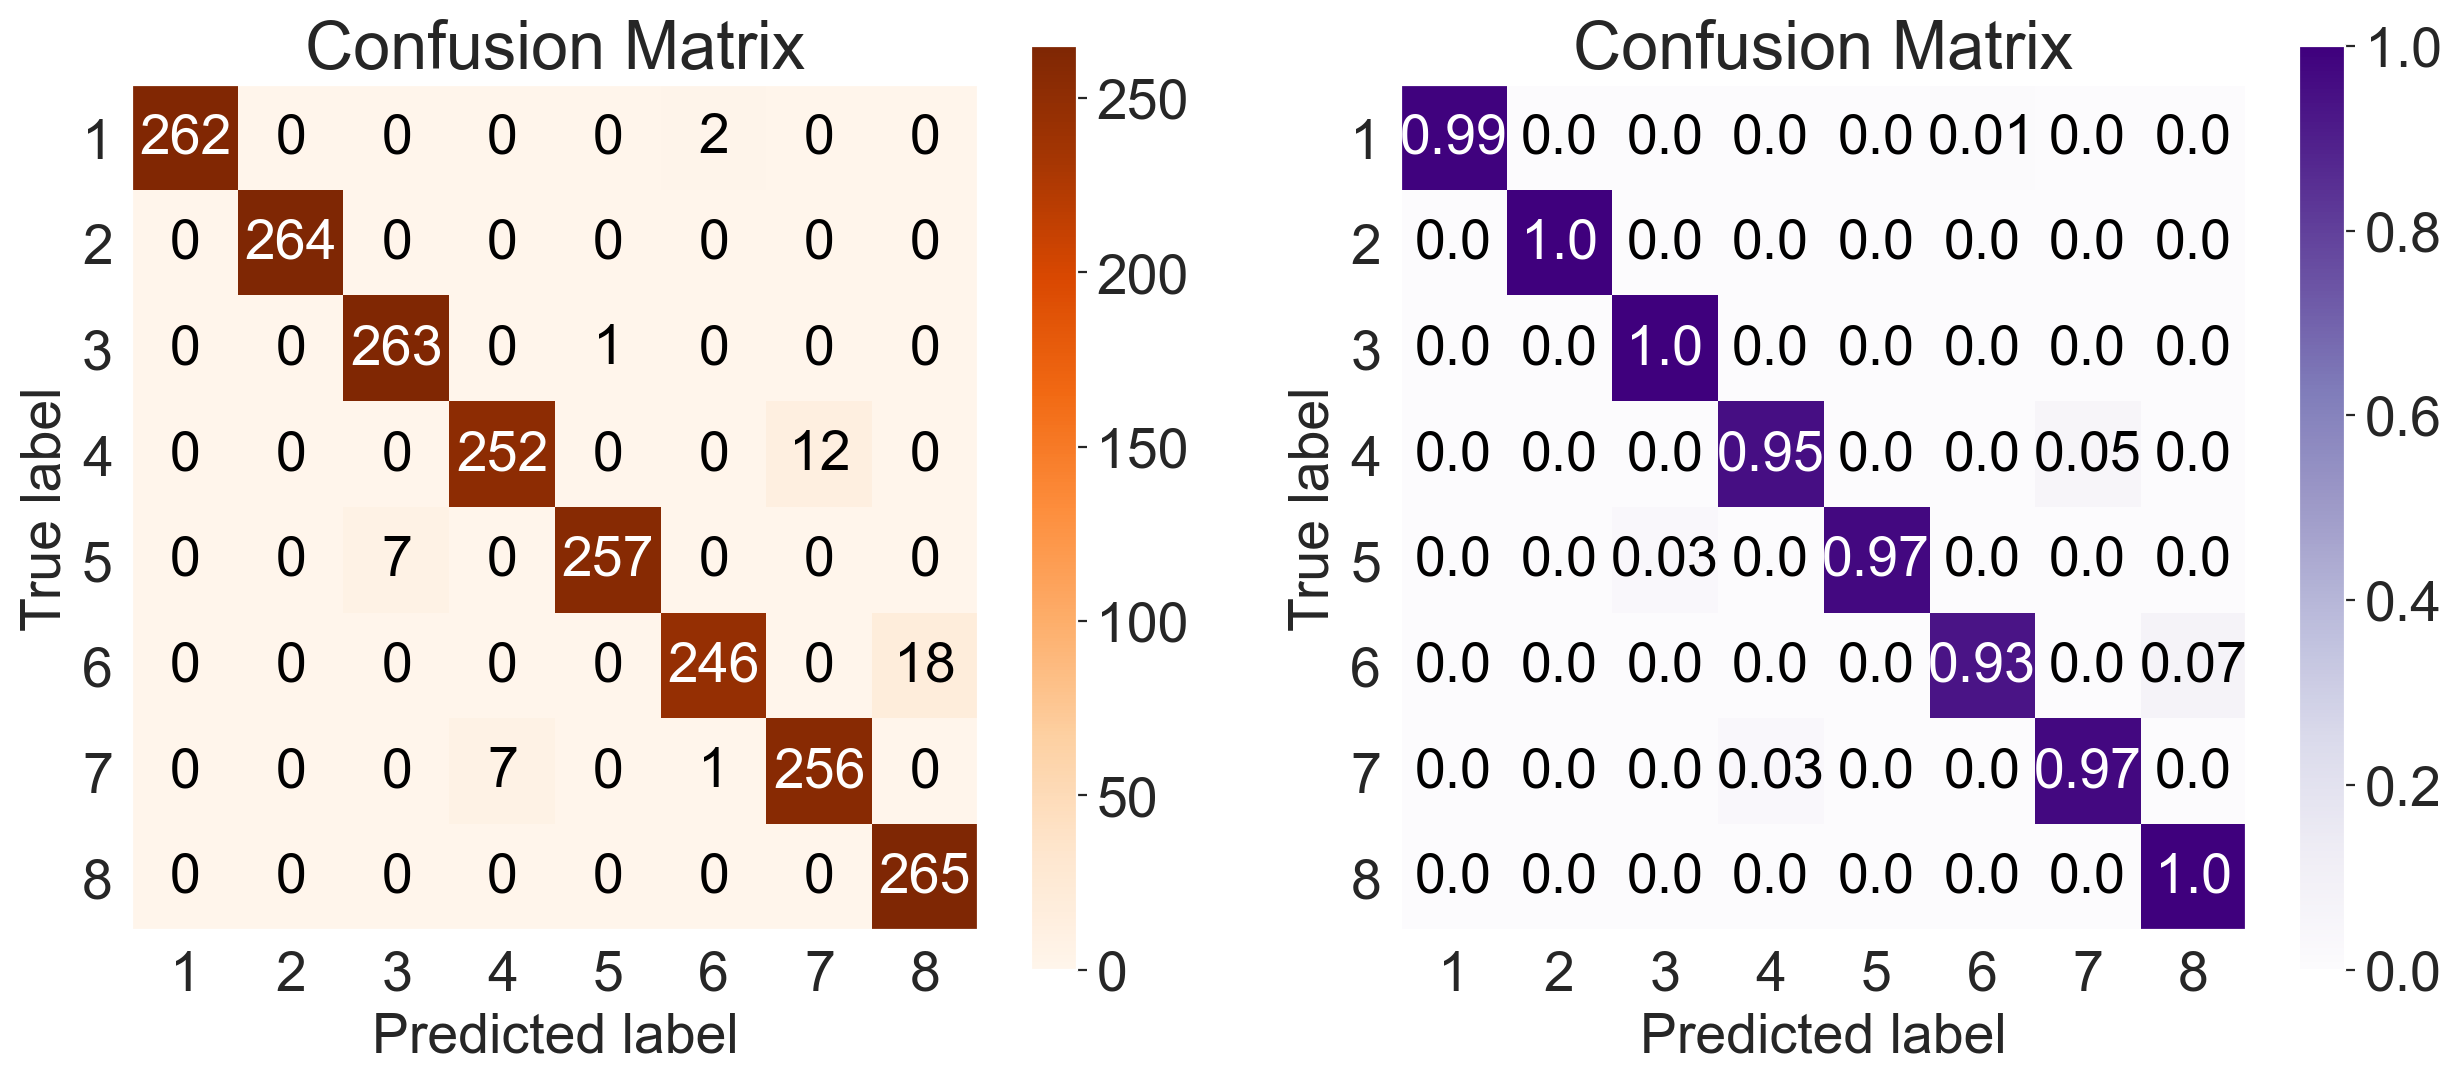 Confusion Matrix
1 262 0 0 0 0 2 0 0
2 0 264 0 0 0 0 0 0
3 0 0 263 0 1 0 0 0
4 0 0 0 252 0 0 12 0
5 0 0 7 0 257 0 0 0
6 0 0 0 0 0 246 0 18
7 0 0 0 7 0 1 256 0
8 0 0 0 0 0 0 0 265
1 2 3 4 5 6 7 8
Predicted label
True label
250
200
150
100
50
0
Confusion Matrix
1 0.99 0.0 0.0 0.0 0.0 0.01 0.0 0.0
2 0.0 1.0 0.0 0.0 0.0 0.0 0.0 0.0
3 0.0 0.0 1.0 0.0 0.0 0.0 0.0 0.0
4 0.0 0.0 0.0 0.95 0.0 0.0 0.05 0.0
5 0.0 0.0 0.03 0.0 0.97 0.0 0.0 0.0
6 0.0 0.0 0.0 0.0 0.0 0.93 0.0 0.07
7 0.0 0.0 0.0 0.03 0.0 0.0 0.97 0.0
8 0.0 0.0 0.0 0.0 0.0 0.0 0.0 1.0
1 2 3 4 5 6 7 8
Predicted label
True label
1.0
0.8
0.6
0.4
0.2
0.0